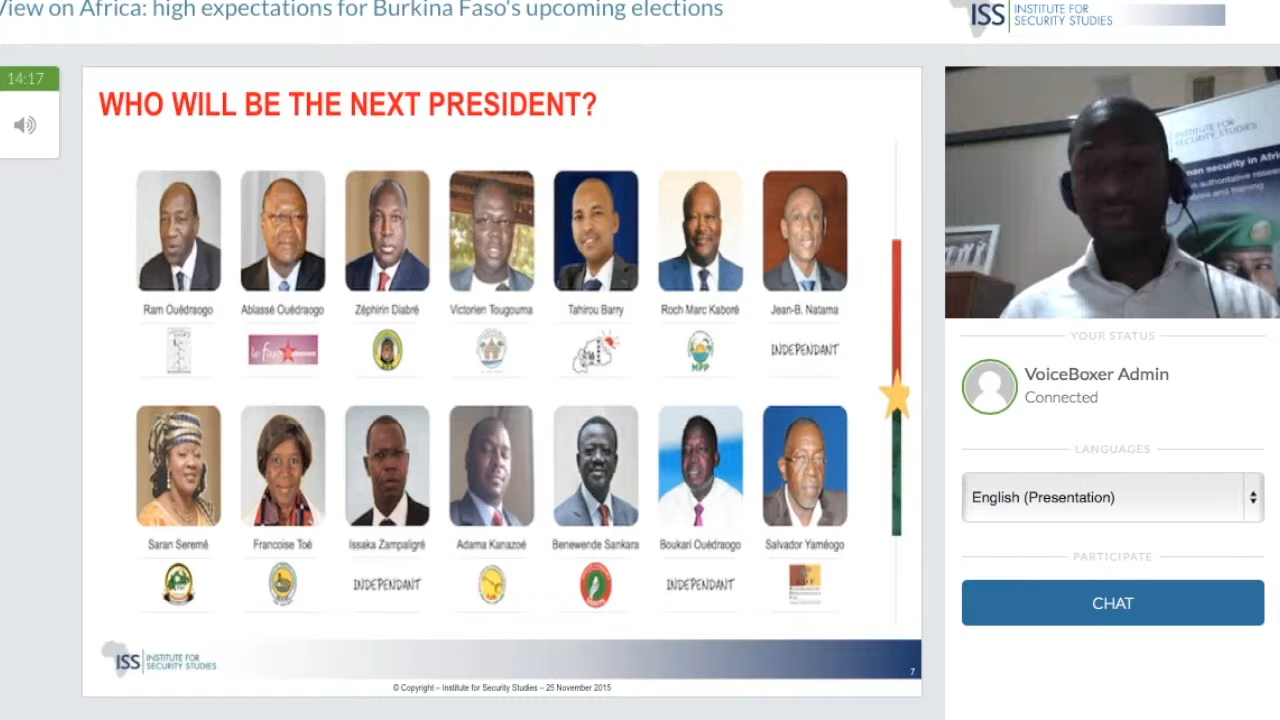 View on Africa: high expectations for Burkina Faso's upcoming elections
ISS INSTITUTE FOR
SECURITY STUDIES
14:17
WHO WILL BE THE NEXT PRESIDENT?
Ram Ouédraogo
Ablassé Ouédraogo
Zéphirin Diabré
Victorien Tougouma
Tahirou Barry
Roch Marc Kaboré
Jean-B. Natama
le faso
MPP
INDEPENDANT
Saran Seremé
Francoise Toé
Issaka Zampaligré
Adama Kanazoé
Benewende Sankara
Boukari Ouédraogo
Salvador Yaméogo
INDEPENDANT
INDEPENDANT
ISS INSTITUTE FOR
SECURITY STUDIES
7
© Copyright – Institute for Security Studies – 25 November 2015
INSTITUTE FOR
SECURITY STUDIES
YOUR STATUS
VoiceBoxer Admin
Connected
LANGUAGES
English (Presentation)
PARTICIPATE
CHAT